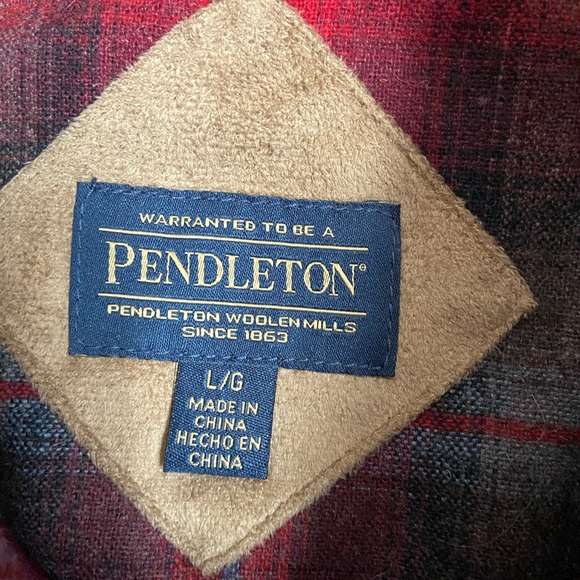 WARRANTED TO BE A
PENDLETON®
PENDLETON WOOLEN MILLS
SINCE 1863
L/G
MADE IN
CHINA
HECHO EN
CHINA